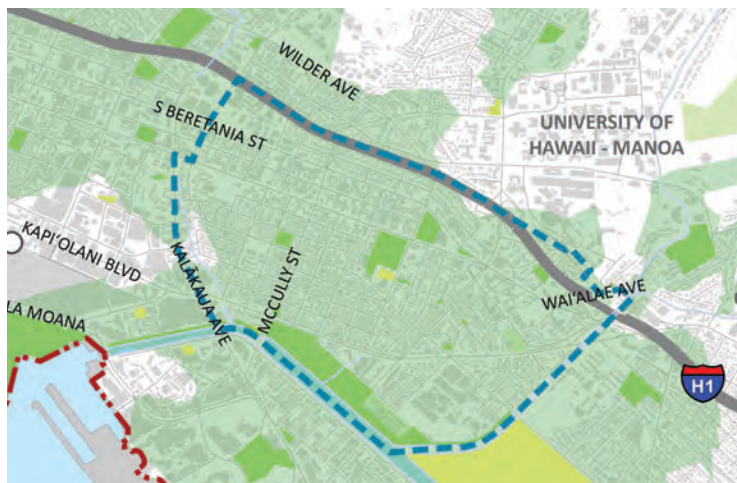 WILDER AVE
S BERETANIA ST
UNIVERSITY OF
HAWAII - MANOA
KAPI‘OLANI BLVD
KALĀKAUA AVE
MCCULLY ST
WAI‘ALAE AVE
LA MOANA
H1